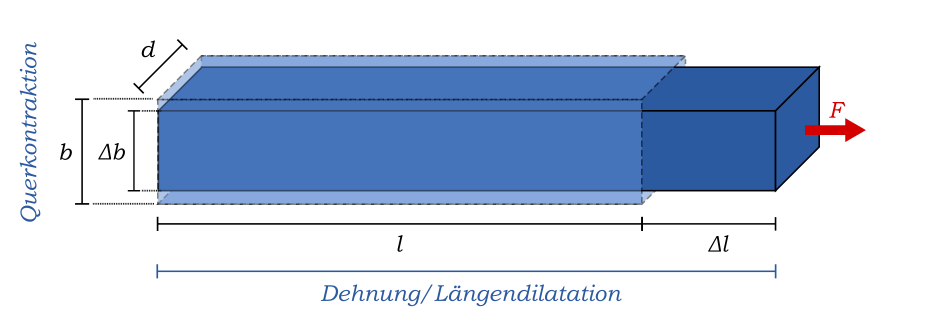 d
Querkontraktion
F
b
Δb
l
Δl
Dehnung/Längendilatation